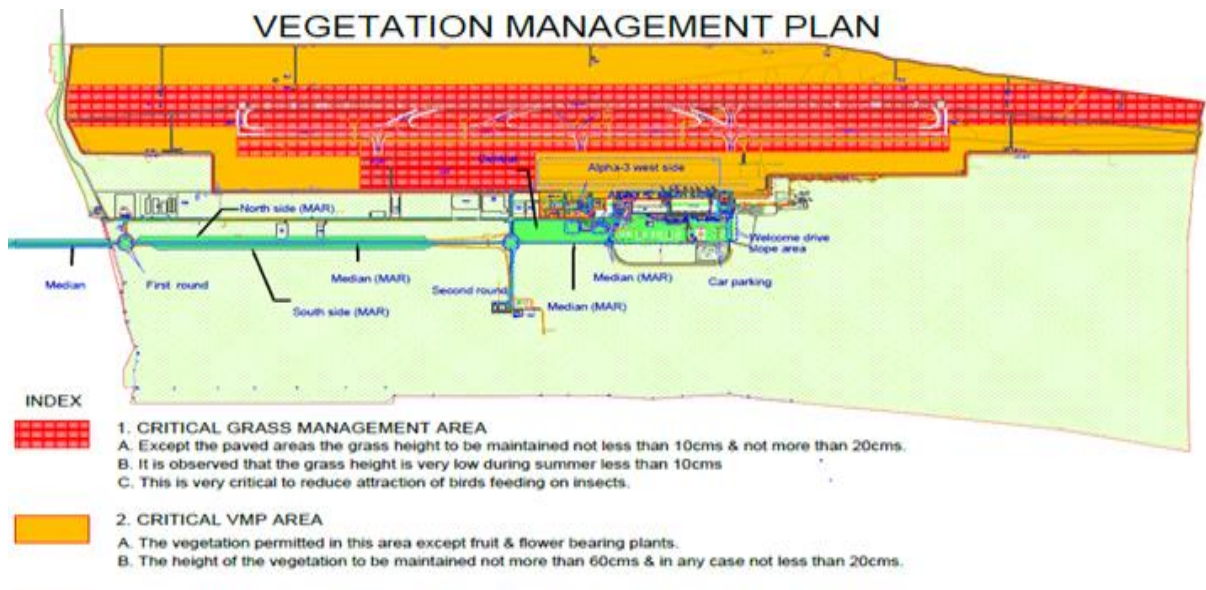 VEGETATION MANAGEMENT PLAN
Alpha-3 west side
North side (MAR)
Welcome drive
slope area
Median
First round
Median (MAR)
Second round
Median (MAR)
Car parking
South side (MAR)
Median (MAR)
INDEX
1. CRITICAL GRASS MANAGEMENT AREA
A. Except the paved areas the grass height to be maintained not less than 10cms & not more than 20cms.
B. It is observed that the grass height is very low during summer less than 10cms
C. This is very critical to reduce attraction of birds feeding on insects.
2. CRITICAL VMP AREA
A. The vegetation permitted in this area except fruit & flower bearing plants.
B. The height of the vegetation to be maintained not more than 60cms & in any case not less than 20cms.